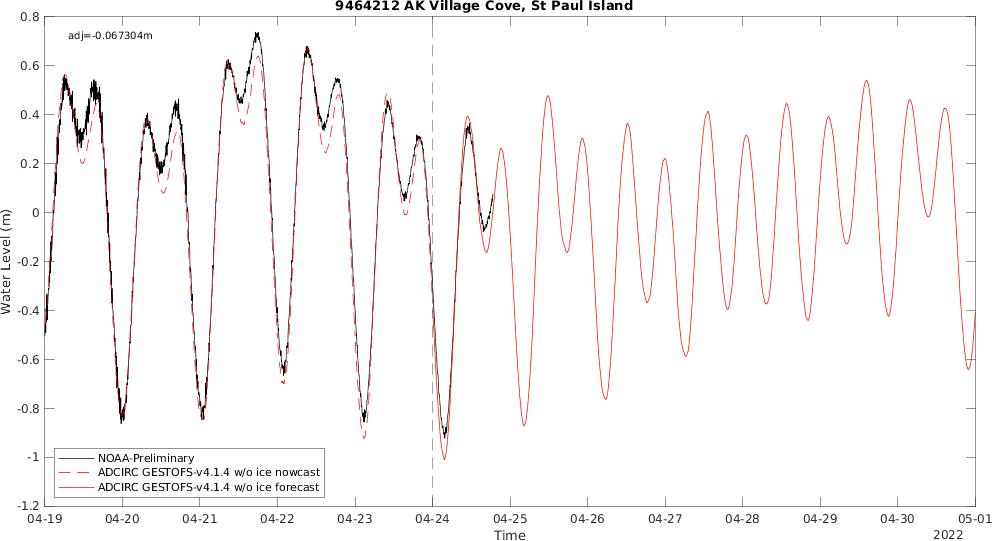 9464212 AK Village Cove, St Paul Island
adj=-0.067304m
0.8
0.6
0.4
0.2
0
-0.2
-0.4
-0.6
-0.8
-1
-1.2
Water Level (m)
NOAA-Preliminary
ADCIRC GESTOFS-v4.1.4 w/o ice nowcast
ADCIRC GESTOFS-v4.1.4 w/o ice forecast
04-19 04-20 04-21 04-22 04-23 04-24 04-25 04-26 04-27 04-28 04-29 04-30 05-01
Time
2022